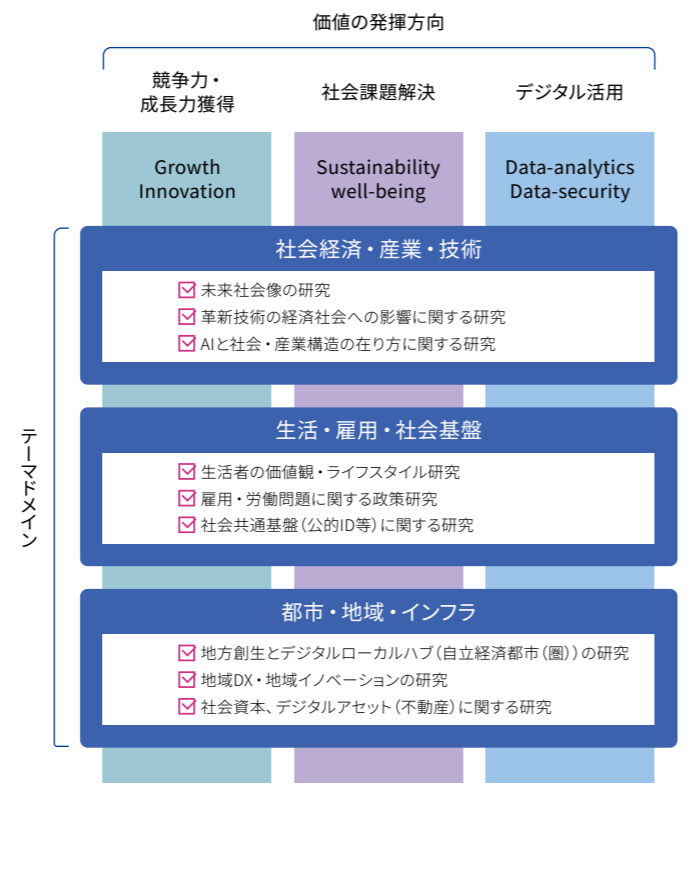 価値の発揮方向
競争力・
成長力獲得
社会課題解決
デジタル活用
Growth
Innovation
Sustainability
well-being
Data-analytics
Data-security
テーマドメイン
社会経済・産業・技術
未来社会像の研究
革新技術の経済社会への影響に関する研究
AIと社会・産業構造の在り方に関する研究
生活・雇用・社会基盤
生活者の価値観・ライフスタイル研究
雇用・労働問題に関する政策研究
社会共通基盤（公的ID等）に関する研究
都市・地域・インフラ
地方創生とデジタルローカルハブ（自立経済都市（圏））の研究
地域DX・地域イノベーションの研究
社会資本、デジタルアセット（不動産）に関する研究